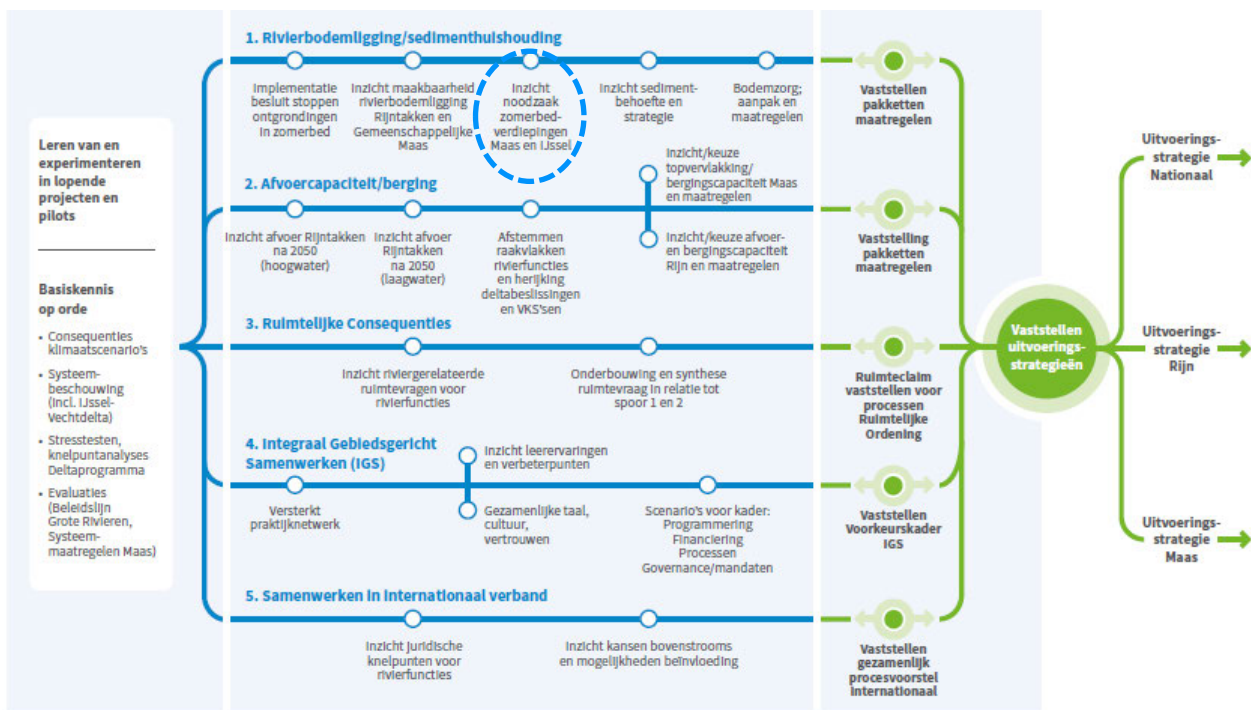 Leren van en
experimenteren
in lopende
projecten en
pilots
Basiskennis
op orde
• Consequenties
klimaatscenario's
• Systeem-
beschouwing
(incl. IJssel-
Vechtdelta)
• Stresstesten,
knelpuntanalyses
Deltaprogramma
• Evaluaties
(Beleidslijn
Grote Rivieren,
Systeem-
maatregelen Maas)
1. Rivierbodemligging/sedimenthuishouding
Implementatie
besluit stoppen
ontgrondingen
in zomerbed
Inzicht maakbaarheid
rivierbodemligging
Rijntakken en
Gemeenschappelijke
Maas
Inzicht
noodzaak
zomerbed-
verdiepingen
Maas en IJssel
Inzicht sediment-
behoefte en
strategie
Bodemzorg;
aanpak en
maatregelen
Vaststellen
pakketten
maatregelen
2. Afvoercapaciteit/berging
Inzicht afvoer Rijntakken
na 2050
(hoogwater)
Inzicht afvoer
Rijntakken
na 2050
(laagwater)
Afstemmen
raakvlakken
rivierfuncties
en herijking
deltabeslissingen
en VKS'sen
Inzicht/keuze
topvervlakking/
bergingscapaciteit Maas
en maatregelen
Inzicht/keuze afvoer-
en bergingscapaciteit
Rijn en maatregelen
Vaststelling
pakketten
maatregelen
3. Ruimtelijke Consequenties
Inzicht riviergerelateerde
ruimtevragen voor
rivierfuncties
Onderbouwing en synthese
ruimtevraag in relatie tot
spoor 1 en 2
Ruimteclaim
vaststellen voor
processen
Ruimtelijke
Ordening
4. Integraal Gebiedsgericht
Samenwerken (IGS)
Versterkt
praktijknetwerk
Inzicht leerervaringen
en verbeterpunten
Gezamenlijke taal,
cultuur,
vertrouwen
Scenario's voor kader:
Programmering
Financiering
Processen
Governance/mandaten
Vaststellen
Voorkeurskader
IGS
5. Samenwerken in internationaal verband
Inzicht juridische
knelpunten voor
rivierfuncties
Inzicht kansen bovenstrooms
en mogelijkheden beïnvloeding
Vaststellen
gezamenlijk
procesvoorstel
internationaal
Vaststellen
uitvoerings-
strategieën
Uitvoerings-
strategie
Nationaal
Uitvoerings-
strategie
Rijn
Uitvoerings-
strategie
Maas